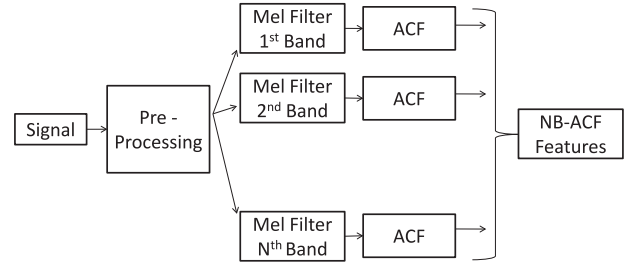 Signal
Pre -
Processing
Mel Filter
1st Band
ACF
Mel Filter
2nd Band
ACF
Mel Filter
Nth Band
ACF
NB-ACF
Features